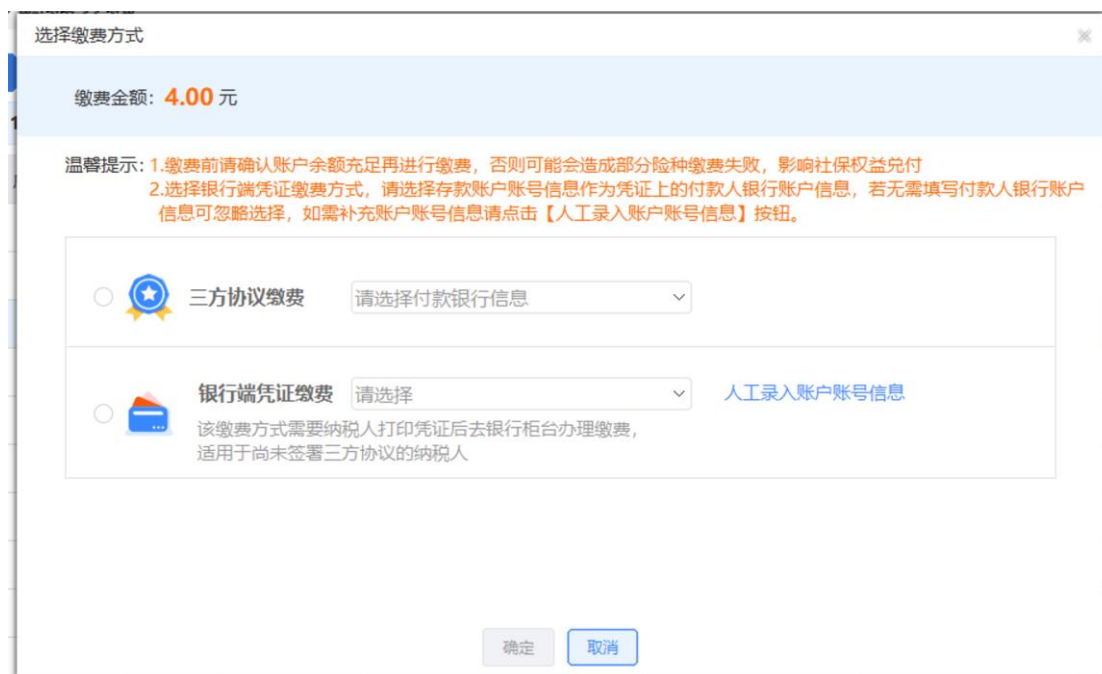 选择缴费方式
缴费金额：4.00 元
温馨提示：1.缴费前请确认账户余额充足再进行缴费，否则可能会造成部分险种缴费失败，影响社保权益兑付
2.选择银行端凭证缴费方式，请选择存款账户账号信息作为凭证上的付款人银行账户信息，若无需填写付款人银行账户
信息可忽略选择，如需补充账户账号信息请点击【人工录入账户账号信息】按钮。
三方协议缴费 请选择付款银行信息
银行端凭证缴费 请选择 人工录入账户账号信息
该缴费方式需要纳税人打印凭证后去银行柜台办理缴费，
适用于尚未签署三方协议的纳税人
确定 取消